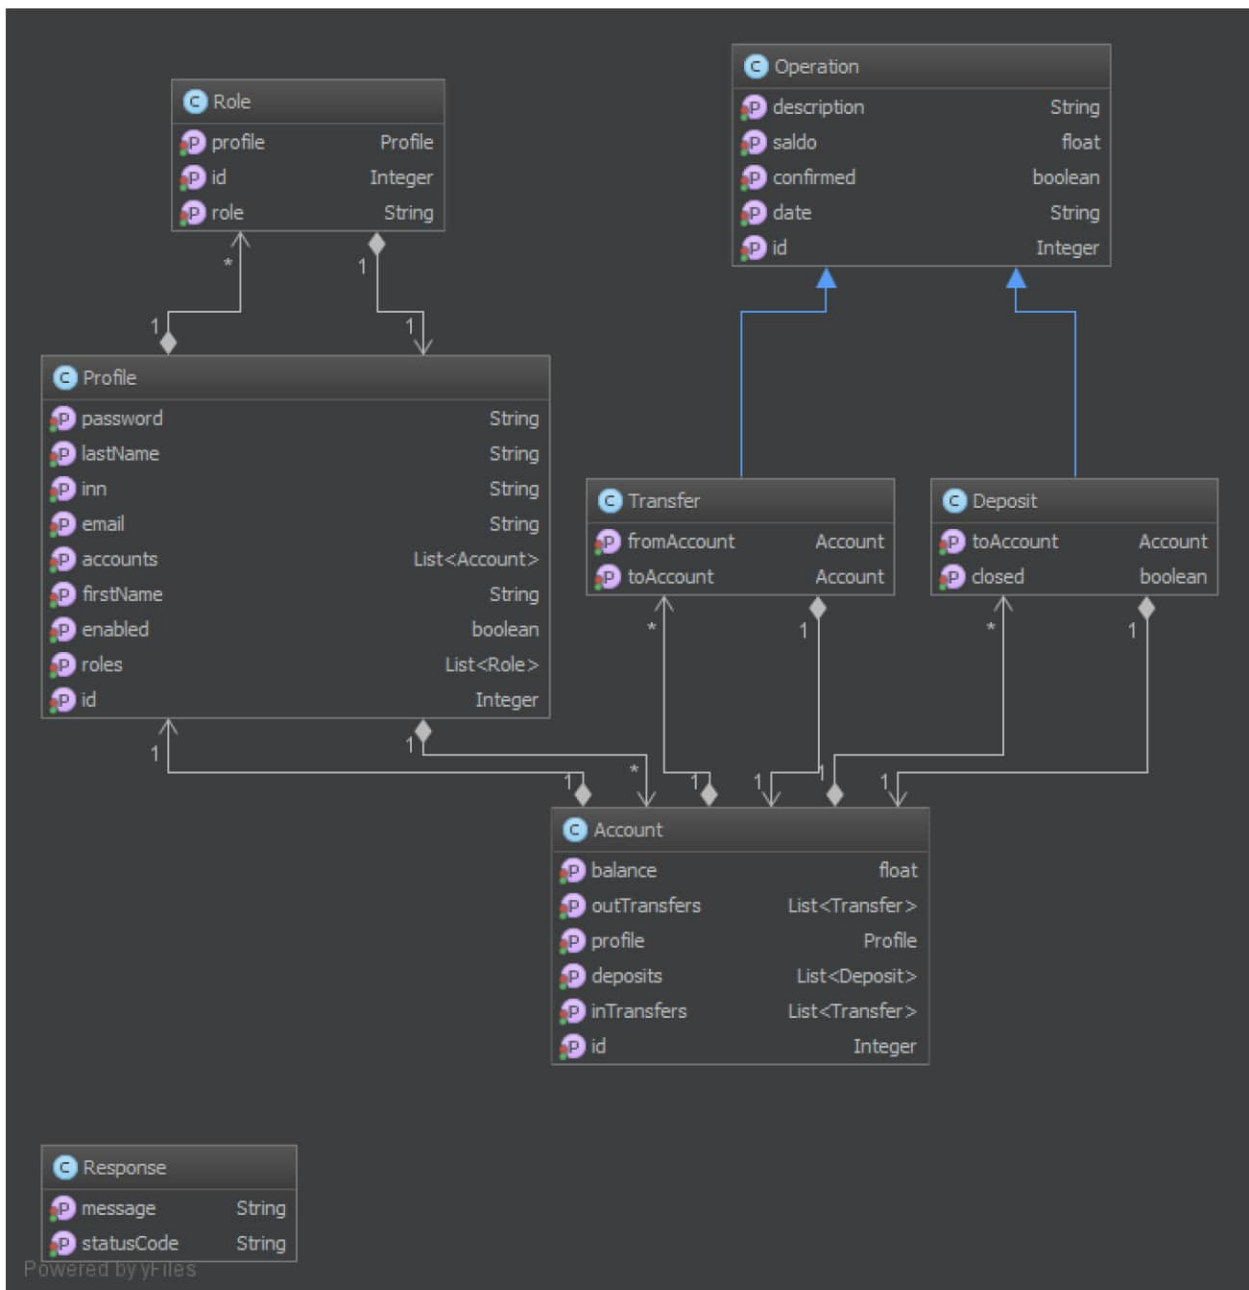 C Role
P profile Profile
P id Integer
P role String
C Operation
P description String
P saldo float
P confirmed boolean
P date String
P id Integer
* 1
1 1
C Profile
P password String
P lastName String
P inn String
P email String
P accounts List<Account>
P firstName String
P enabled boolean
P roles List<Role>
P id Integer
C Transfer
P fromAccount Account
P toAccount Account
C Deposit
P toAccount Account
P closed boolean
* 1 * 1
1 1
1 * 1 1 1 1
C Account
P balance float
P outTransfers List<Transfer>
P profile Profile
P deposits List<Deposit>
P inTransfers List<Transfer>
P id Integer
C Response
P message String
P statusCode String
Powered by yFiles